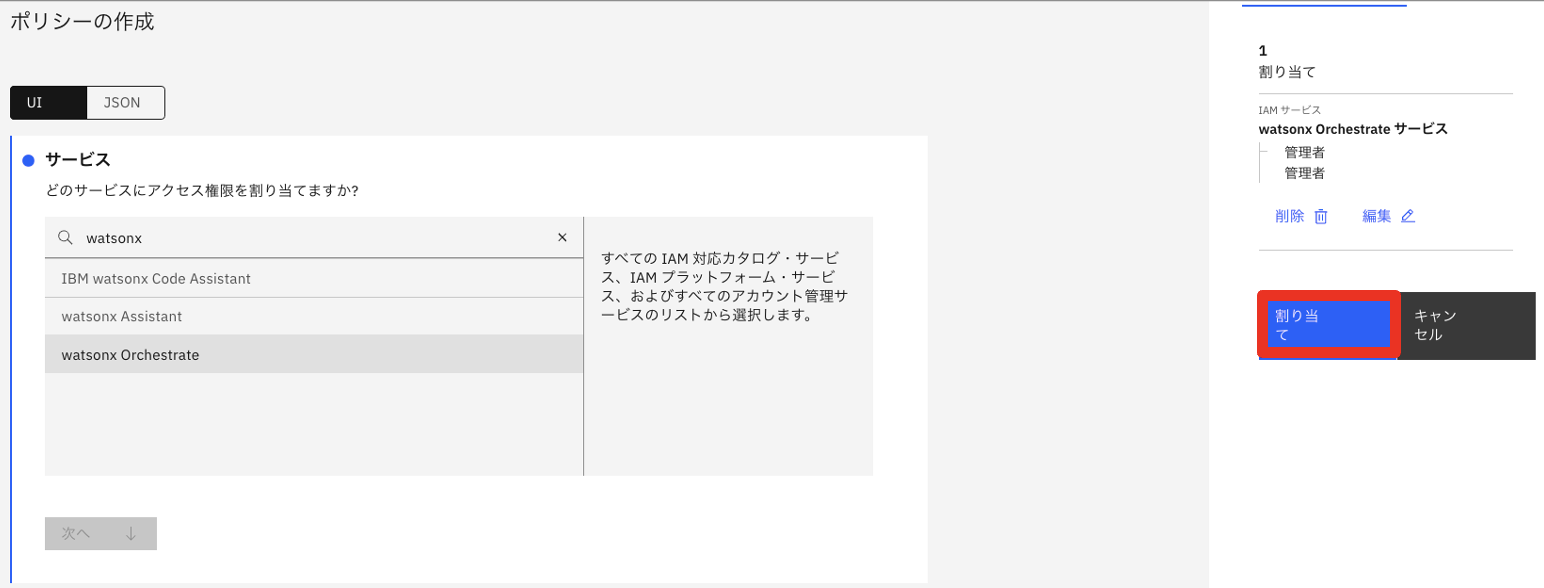 ポリシーの作成
UI
JSON
サービス
どのサービスにアクセス権限を割り当てますか?
watsonx
IBM watsonx Code Assistant
watsonx Assistant
watsonx Orchestrate
すべての IAM 対応カタログ・サービ
ス、IAM プラットフォーム・サービ
ス、およびすべてのアカウント管理サ
ービスのリストから選択します。
次へ
1
割り当て
IAM サービス
watsonx Orchestrate サービス
管理者
管理者
削除
編集
割り当
て
キャン
セル